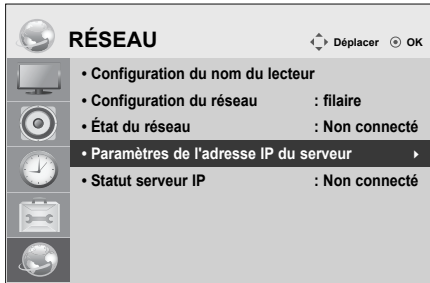 RÉSEAU
Déplacer OK
• Configuration du nom du lecteur
• Configuration du réseau : filaire
• État du réseau : Non connecté
• Paramètres de l'adresse IP du serveur
• Statut serveur IP : Non connecté